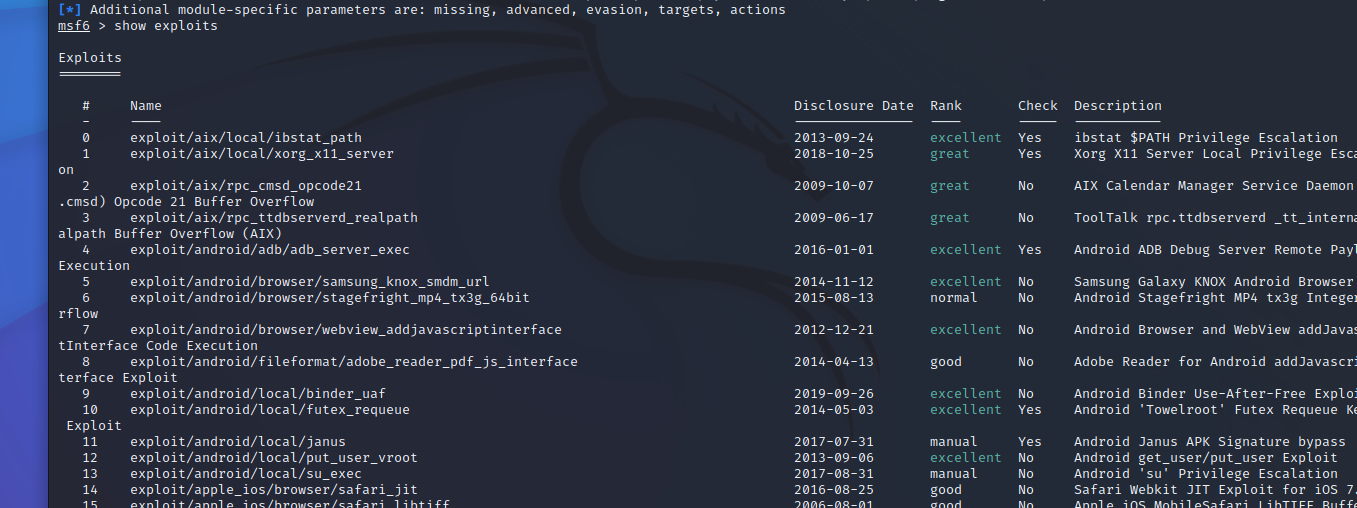 [*] Additional module-specific parameters are: missing, advanced, evasion, targets, actions
msf6 > show exploits
Exploits
========
# Name Disclosure Date Rank Check Description
- ---- --------------- ---- ----- -----------
0 exploit/aix/local/ibstat_path 2013-09-24 excellent Yes ibstat $PATH Privilege Escalation
1 exploit/aix/local/xorg_x11_server 2018-10-25 great Yes Xorg X11 Server Local Privilege Esca
on
2 exploit/aix/rpc_cmsd_opcode21 2009-10-07 great No AIX Calendar Manager Service Daemon
.cmsd) Opcode 21 Buffer Overflow
3 exploit/aix/rpc_ttdbserverd_realpath 2009-06-17 great No ToolTalk rpc.ttdbserverd _tt_interna
alpath Buffer Overflow (AIX)
4 exploit/android/adb/adb_server_exec 2016-01-01 excellent Yes Android ADB Debug Server Remote Payl
Execution
5 exploit/android/browser/samsung_knox_smdm_url 2014-11-12 excellent No Samsung Galaxy KNOX Android Browser
6 exploit/android/browser/stagefright_mp4_tx3g_64bit 2015-08-13 normal No Android Stagefright MP4 tx3g Integer
rflow
7 exploit/android/browser/webview_addjavascriptinterface 2012-12-21 excellent No Android Browser and WebView addJavas
tInterface Code Execution
8 exploit/android/fileformat/adobe_reader_pdf_js_interface 2014-04-13 good No Adobe Reader for Android addJavascri
terface Exploit
9 exploit/android/local/binder_uaf 2019-09-26 excellent No Android Binder Use-After-Free Exploi
10 exploit/android/local/futex_requeue 2014-05-03 excellent Yes Android 'Towelroot' Futex Requeue Ke
Exploit
11 exploit/android/local/janus 2017-07-31 manual Yes Android Janus APK Signature bypass
12 exploit/android/local/put_user_vroot 2013-09-06 excellent No Android get_user/put_user Exploit
13 exploit/android/local/su_exec 2017-08-31 manual No Android 'su' Privilege Escalation
14 exploit/apple_ios/browser/safari_jit 2016-08-25 good No Safari Webkit JIT Exploit for iOS 7.
15 exploit/apple_ios/browser/safari_libtiff 2006-08-01 good No Apple iOS MobileSafari LibTIFF Buffe